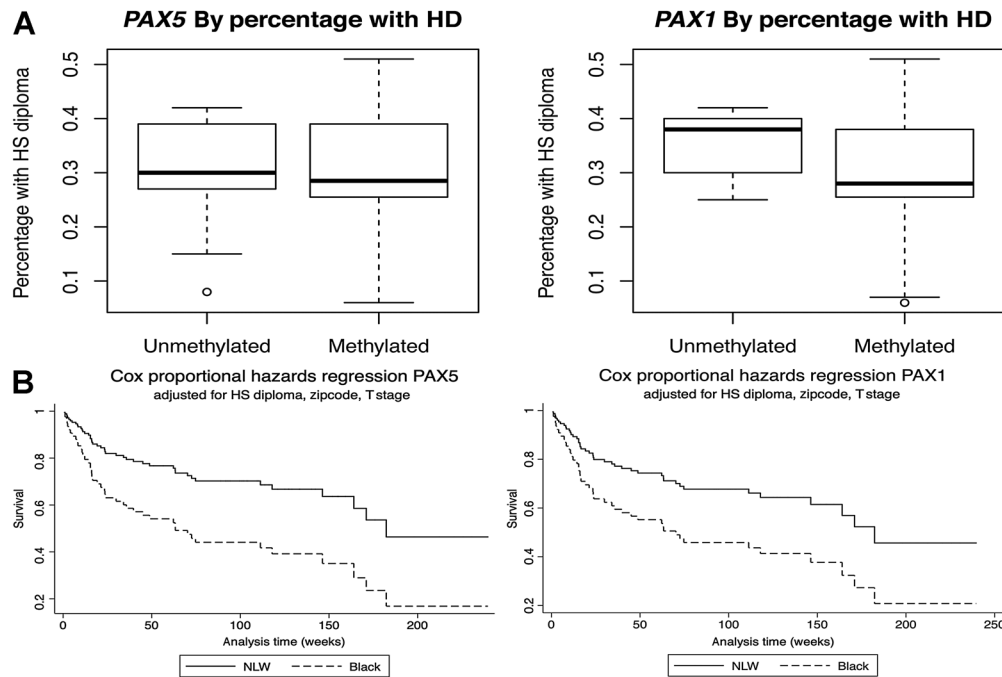 A
PAX5 By percentage with HD
Percentage with HS diploma
0.5
0.4
0.3
0.2
0.1
Unmethylated Methylated
PAX1 By percentage with HD
Percentage with HS diploma
0.5
0.4
0.3
0.2
0.1
Unmethylated Methylated
B
Cox proportional hazards regression PAX5
adjusted for HS diploma, zipcode, T stage
Survival
1
0.8
0.6
0.4
0.2
0 50 100 150 200
Analysis time (weeks)
NLW Black
Cox proportional hazards regression PAX1
adjusted for HS diploma, zipcode, T stage
Survival
1
0.8
0.6
0.4
0.2
0 50 100 150 200 250
Analysis time (weeks)
NLW Black